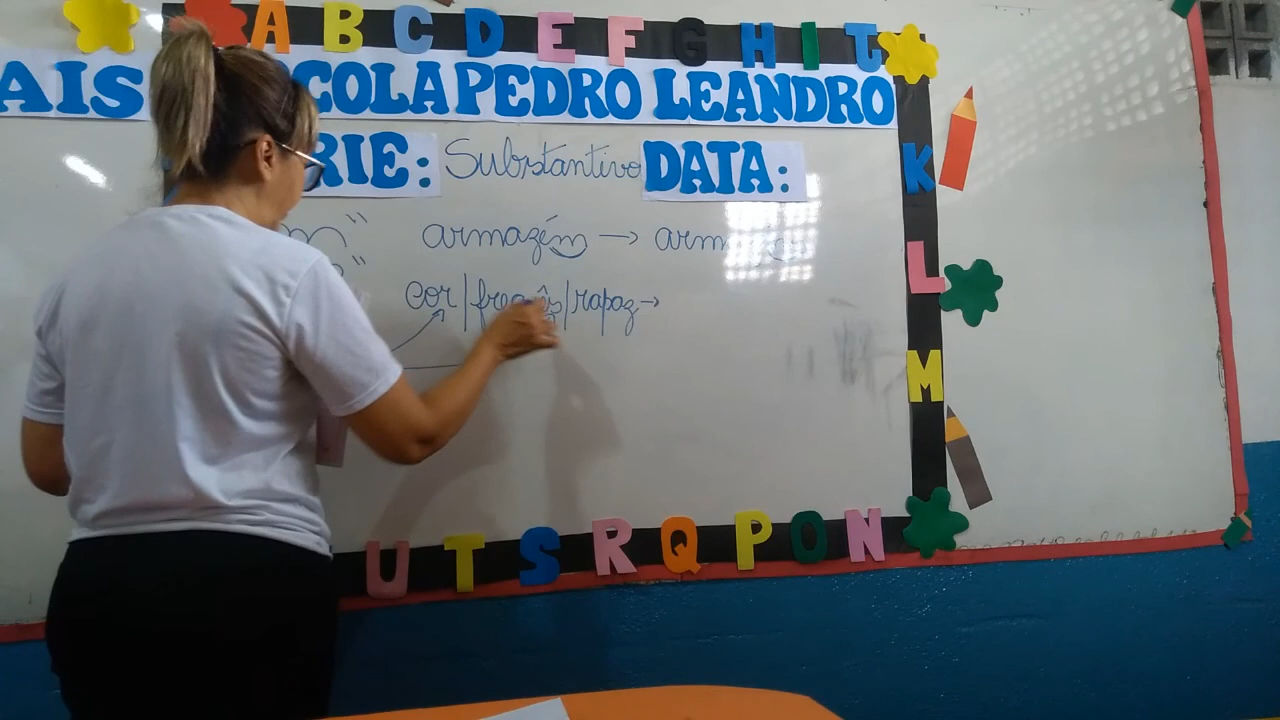 A B C D E F G H I J
AIS COLA PEDRO LEANDRO
RIE: Substantivo DATA:
armazém → arm
cor / / rapaz →
K
L
M
U T S R Q P O N